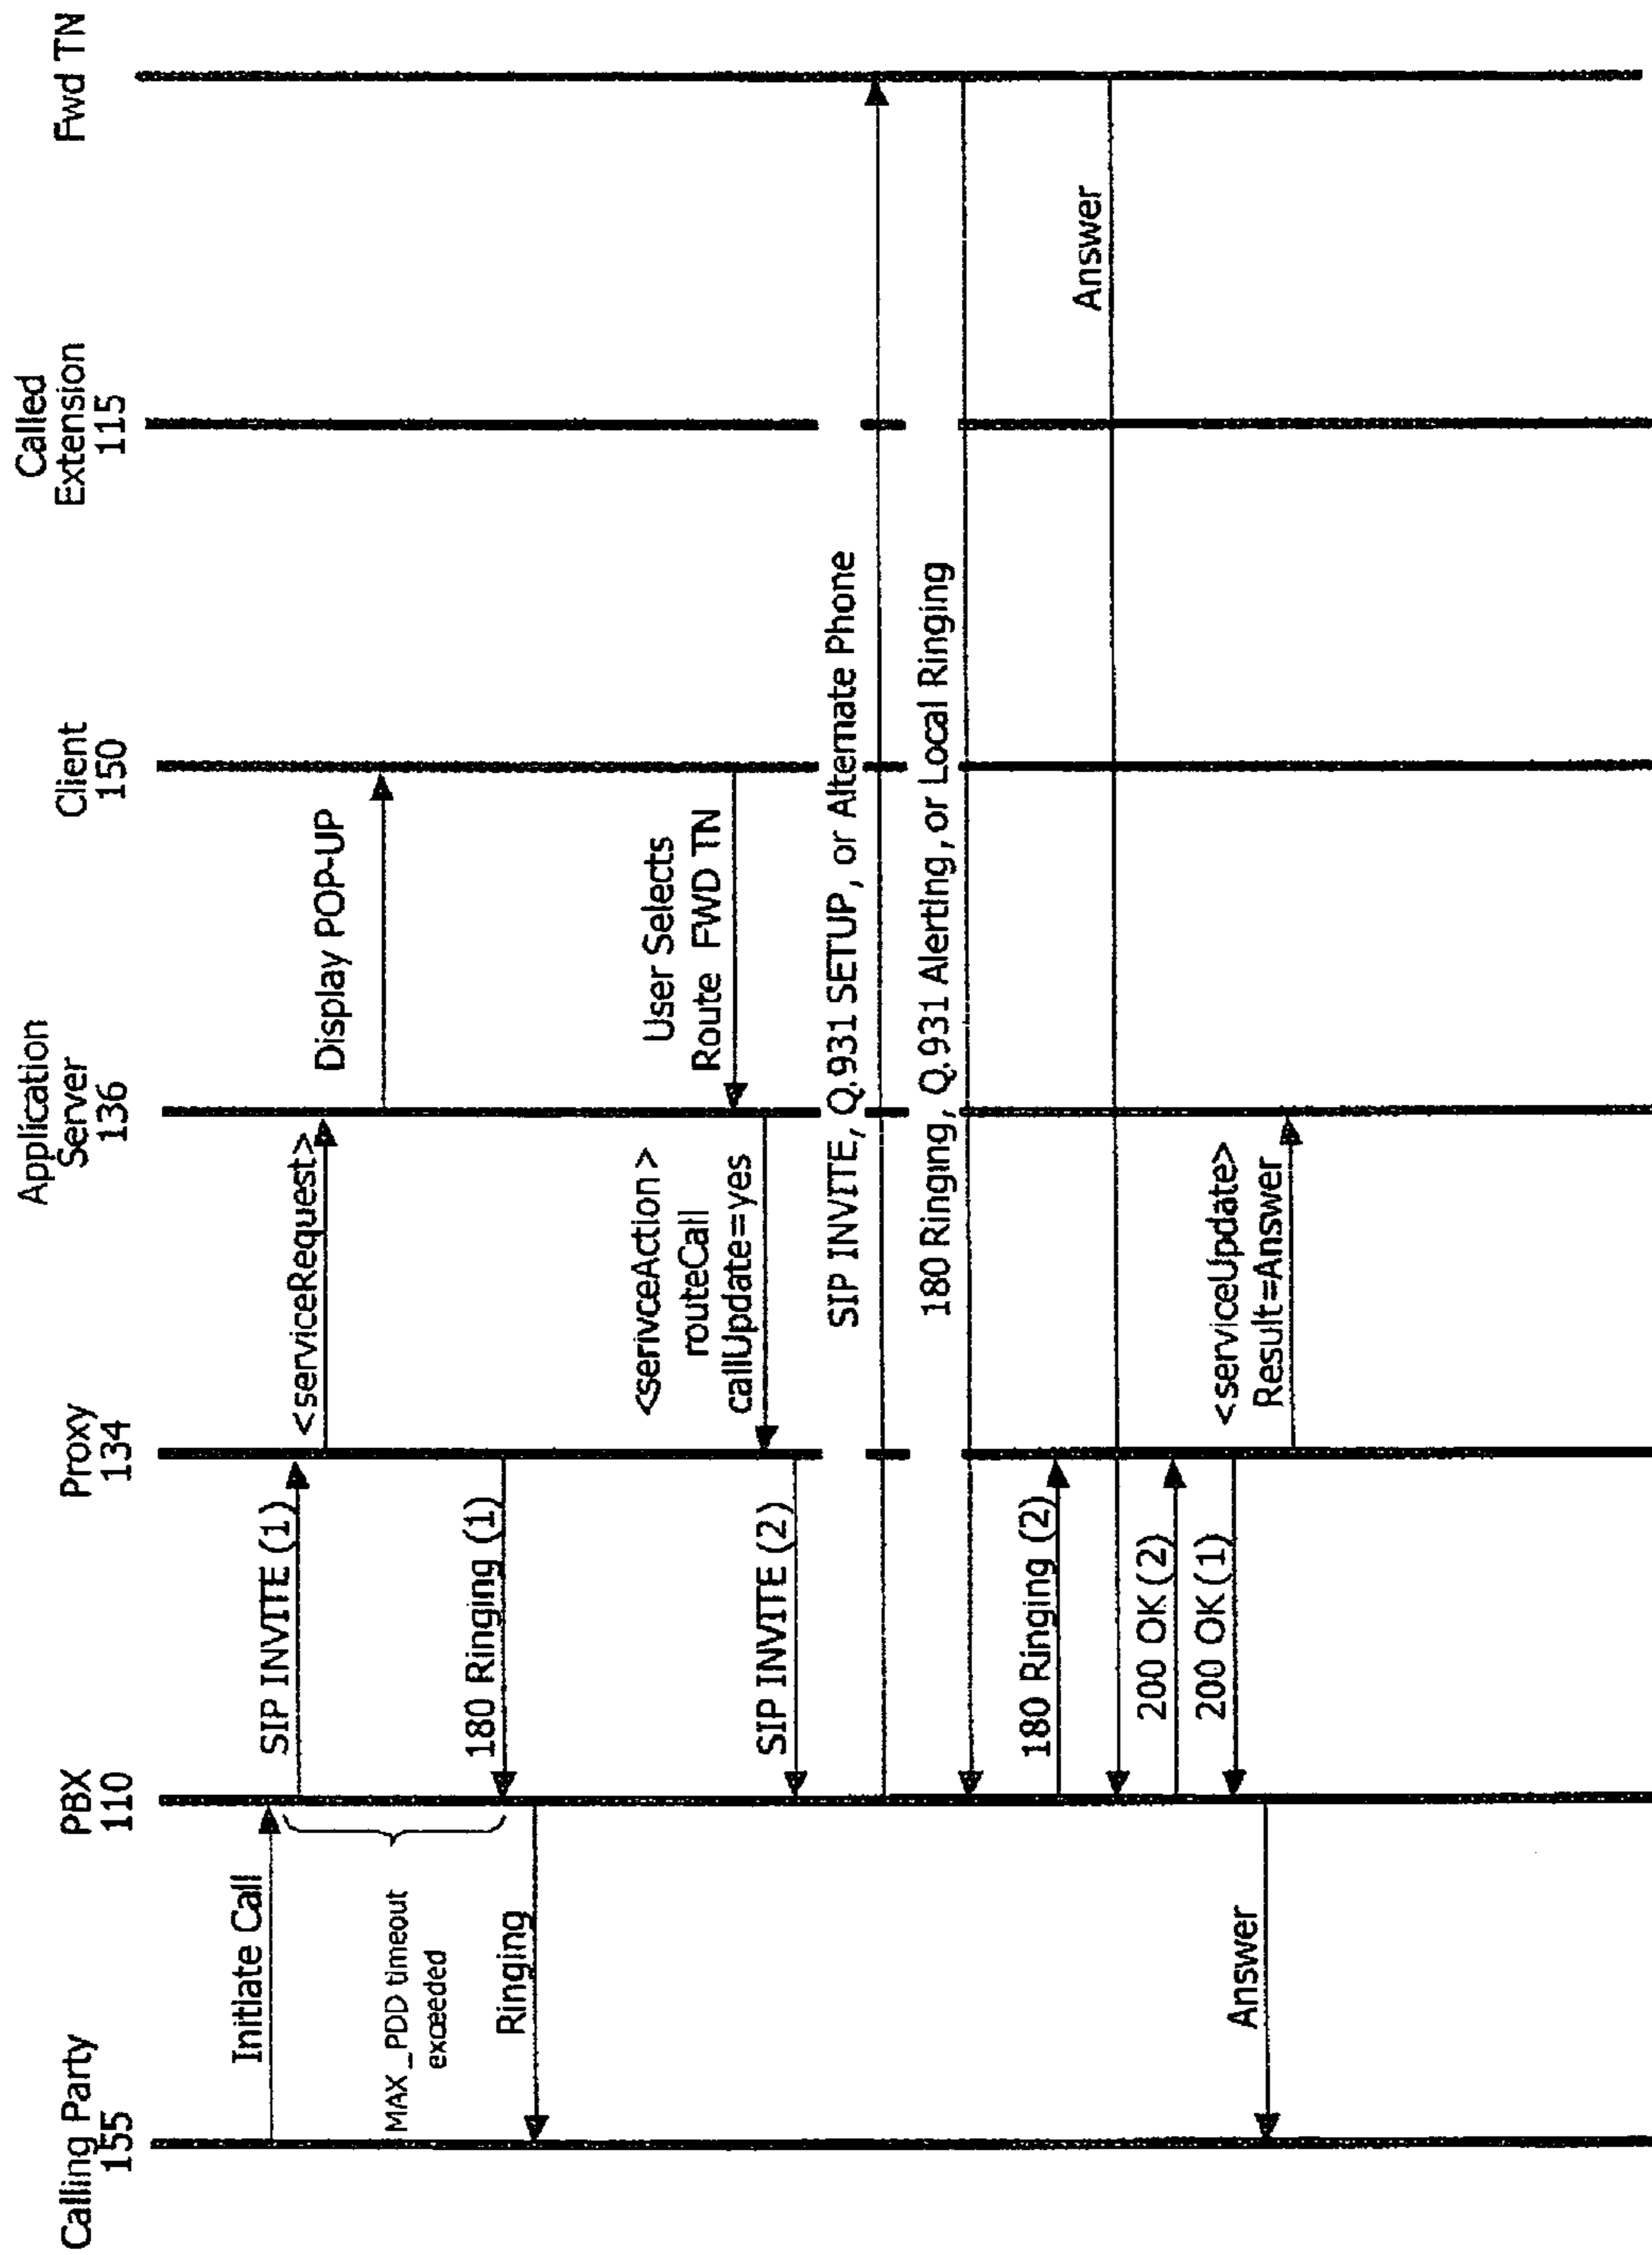 Calling Party
155
PBX
110
Proxy
134
Application
Server
136
Client
150
Called
Extension
115
Fwd TN
Initiate Call
SIP INVITE (1)
<serviceRequest>
Display POP-UP
MAX_PDD timeout
exceeded
180 Ringing (1)
Ringing
User Selects
Route FWD TN
<serivceAction>
routeCall
callUpdate=yes
SIP INVITE (2)
SIP INVITE, Q.931 SETUP, or Alternate Phone
180 Ringing, Q.931 Alerting, or Local Ringing
180 Ringing (2)
Answer
200 OK (2)
200 OK (1)
Answer
<serviceUpdate>
Result=Answer